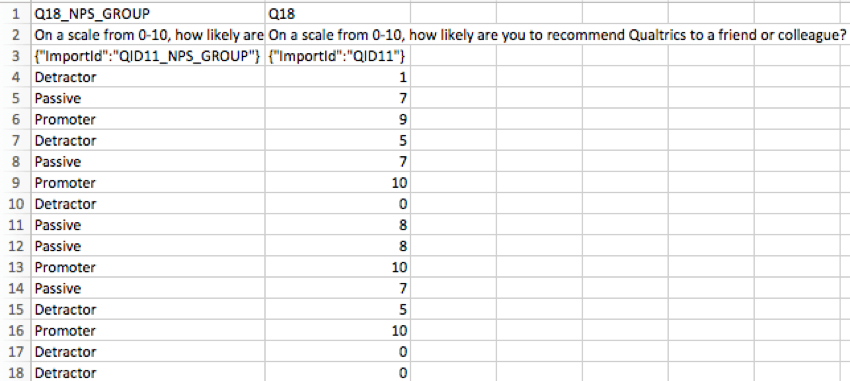 1 Q18_NPS_GROUP Q18
2 On a scale from 0-10, how likely are On a scale from 0-10, how likely are you to recommend Qualtrics to a friend or colleague?
3 {"ImportId":"QID11_NPS_GROUP"} {"ImportId":"QID11"}
4 Detractor 1
5 Passive 7
6 Promoter 9
7 Detractor 5
8 Passive 7
9 Promoter 10
10 Detractor 0
11 Passive 8
12 Passive 8
13 Promoter 10
14 Passive 7
15 Detractor 5
16 Promoter 10
17 Detractor 0
18 Detractor 0